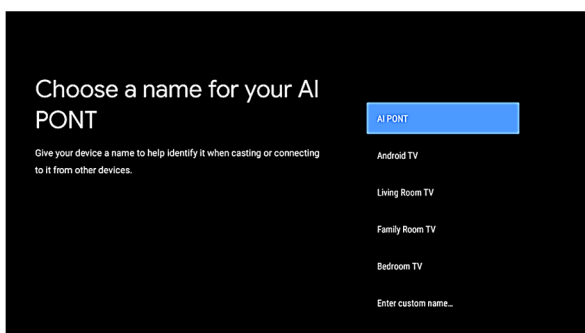 Choose a name for your AI
PONT
Give your device a name to help identify it when casting or connecting
to it from other devices.
AI PONT
Android TV
Living Room TV
Family Room TV
Bedroom TV
Enter custom name...